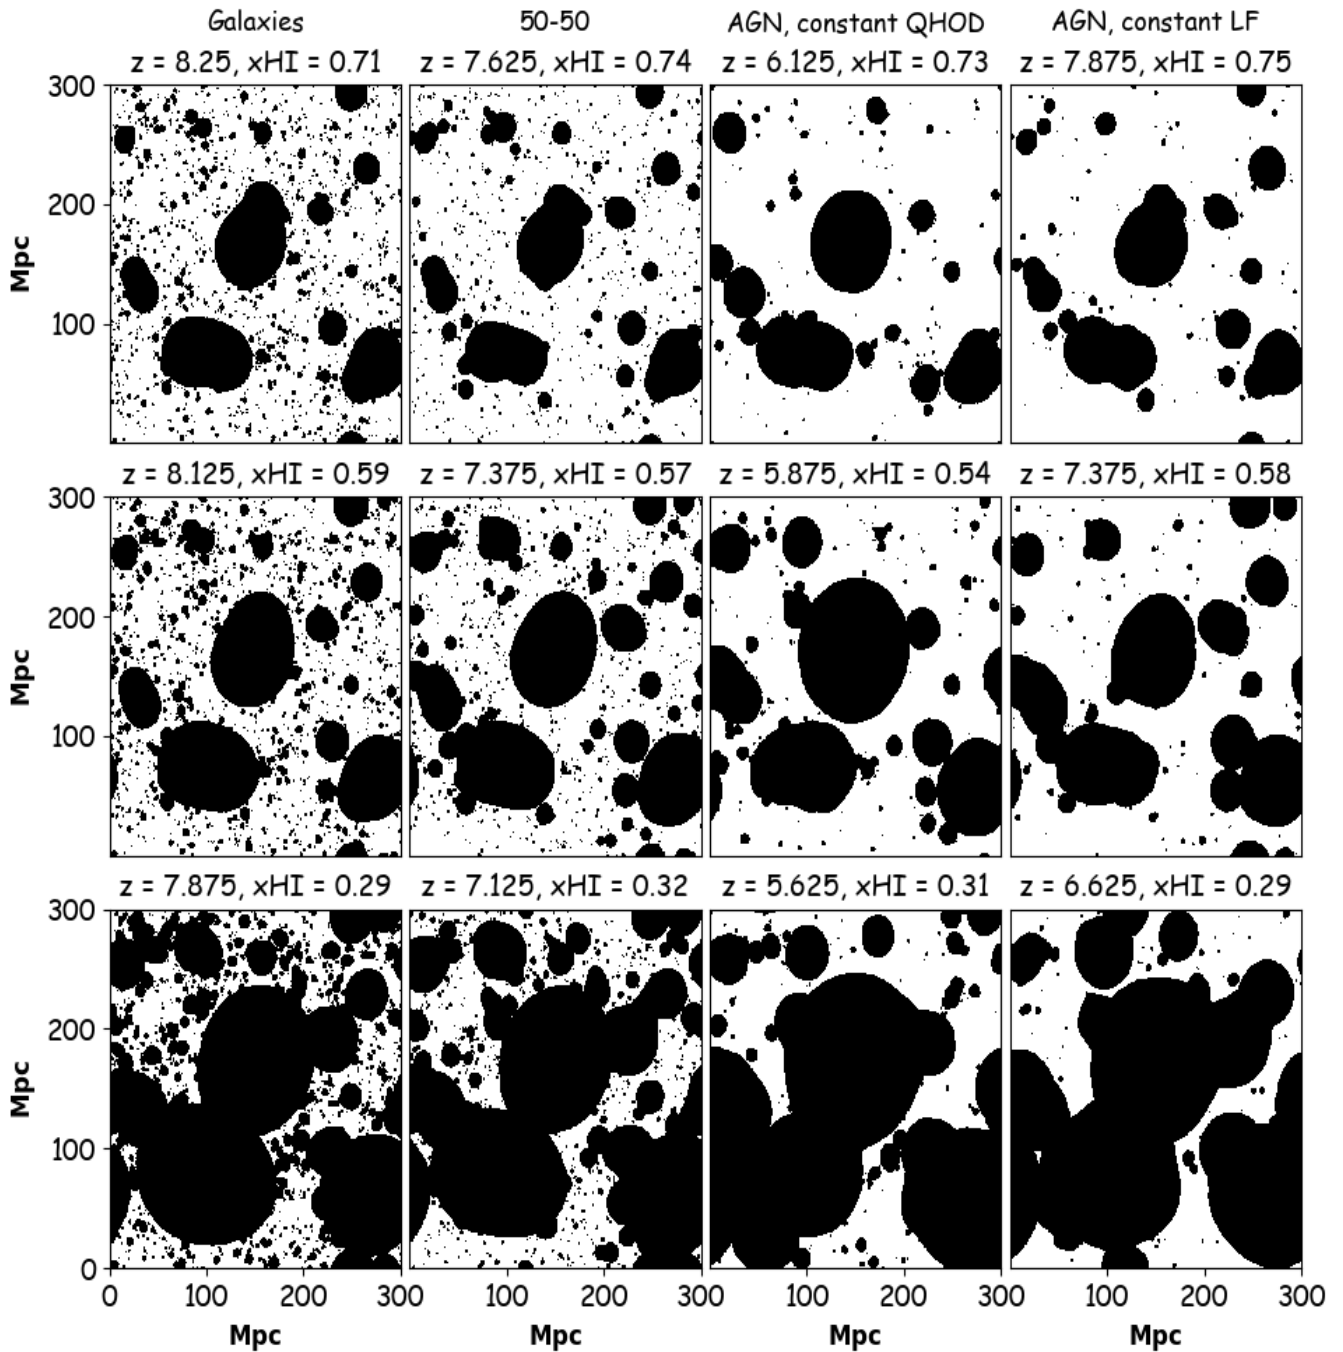 Galaxies 50-50 AGN, constant QHOD AGN, constant LF
z = 8.25, xHI = 0.71 z = 7.625, xHI = 0.74 z = 6.125, xHI = 0.73 z = 7.875, xHI = 0.75
300
200
Mpc
100
z = 8.125, xHI = 0.59 z = 7.375, xHI = 0.57 z = 5.875, xHI = 0.54 z = 7.375, xHI = 0.58
300
200
Mpc
100
z = 7.875, xHI = 0.29 z = 7.125, xHI = 0.32 z = 5.625, xHI = 0.31 z = 6.625, xHI = 0.29
300
200
Mpc
100
0
0 100 200 300 100 200 300 100 200 300 100 200 300
Mpc Mpc Mpc Mpc